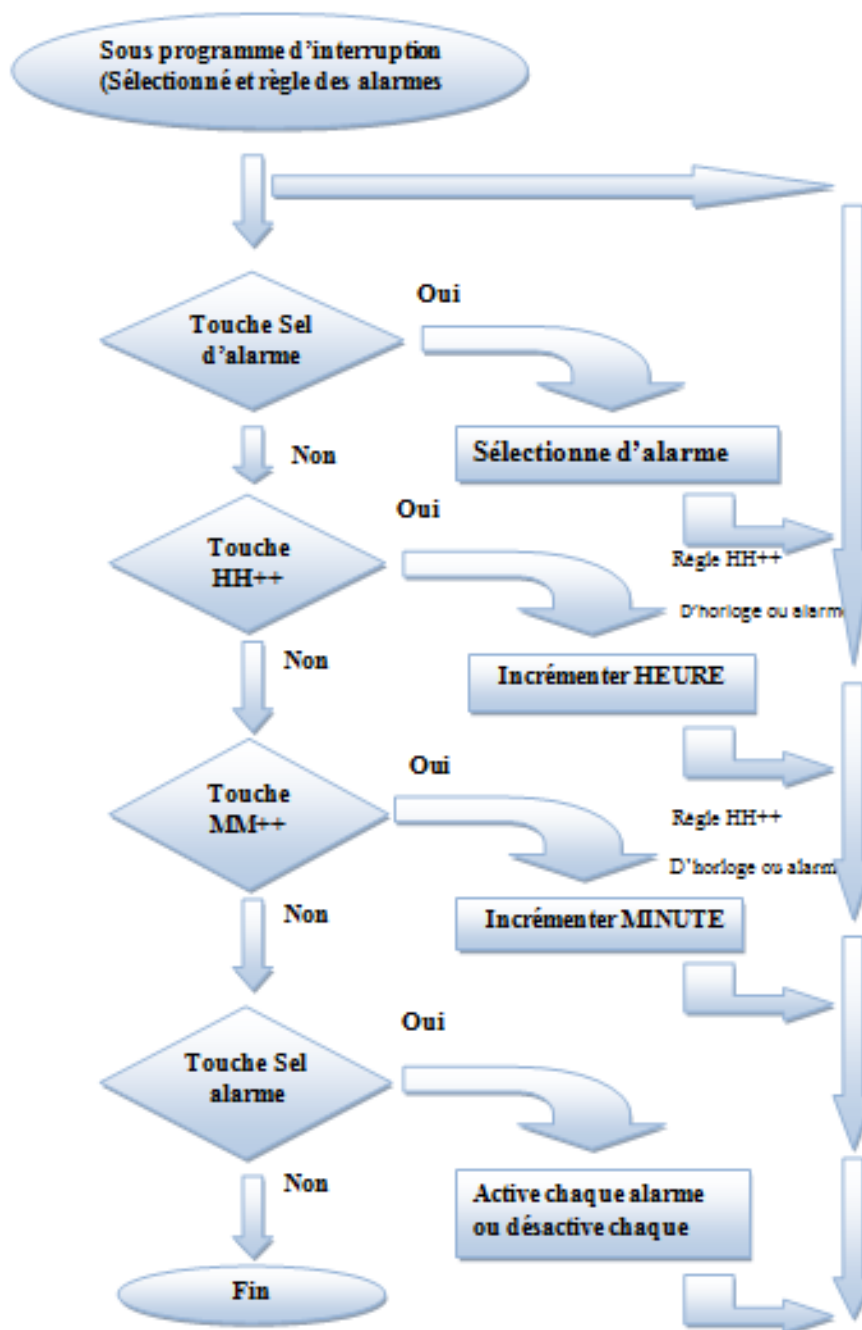 Sous programme d'interruption
(Sélectionné et règle des alarmes
Oui
Touche Sel
d'alarme
Non
Sélectionne d'alarme
Oui
Touche
HH++
Règle HH++
D'horloge ou alarme
Non
Incrémenter HEURE
Oui
Touche
MM++
Règle HH++
D'horloge ou alarm
Non
Incrémenter MINUTE
Oui
Touche Sel
alarme
Non
Active chaque alarme
ou désactive chaque
Fin